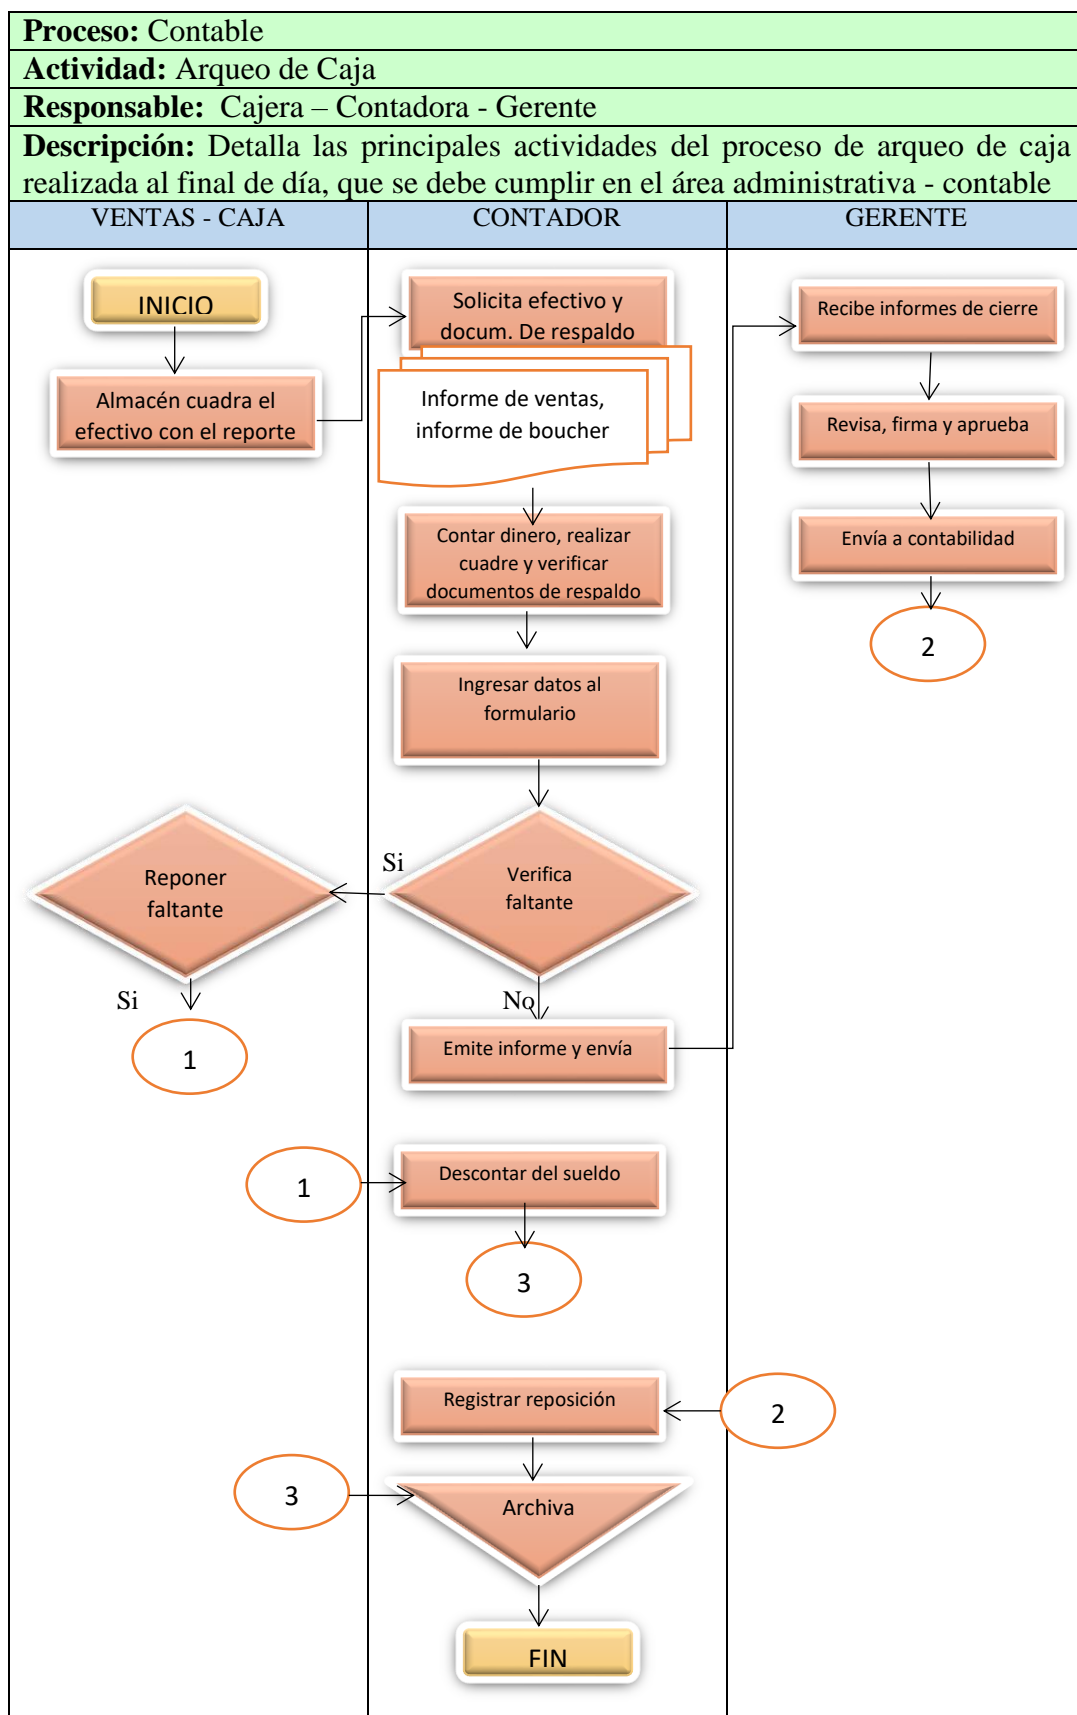 Proceso: Contable
Actividad: Arqueo de Caja
Responsable: Cajera – Contadora - Gerente
Descripción: Detalla las principales actividades del proceso de arqueo de caja
realizada al final de día, que se debe cumplir en el área administrativa - contable
VENTAS - CAJA
CONTADOR
GERENTE
INICIO
Almacén cuadra el
efectivo con el reporte
Solicita efectivo y
docum. De respaldo
Informe de ventas,
informe de boucher
Contar dinero, realizar
cuadre y verificar
documentos de respaldo
Ingresar datos al
formulario
Verifica
faltante
Si
Reponer
faltante
Si
1
No
Emite informe y envía
Recibe informes de cierre
Revisa, firma y aprueba
Envía a contabilidad
2
1
Descontar del sueldo
3
Registrar reposición
2
3
Archiva
FIN